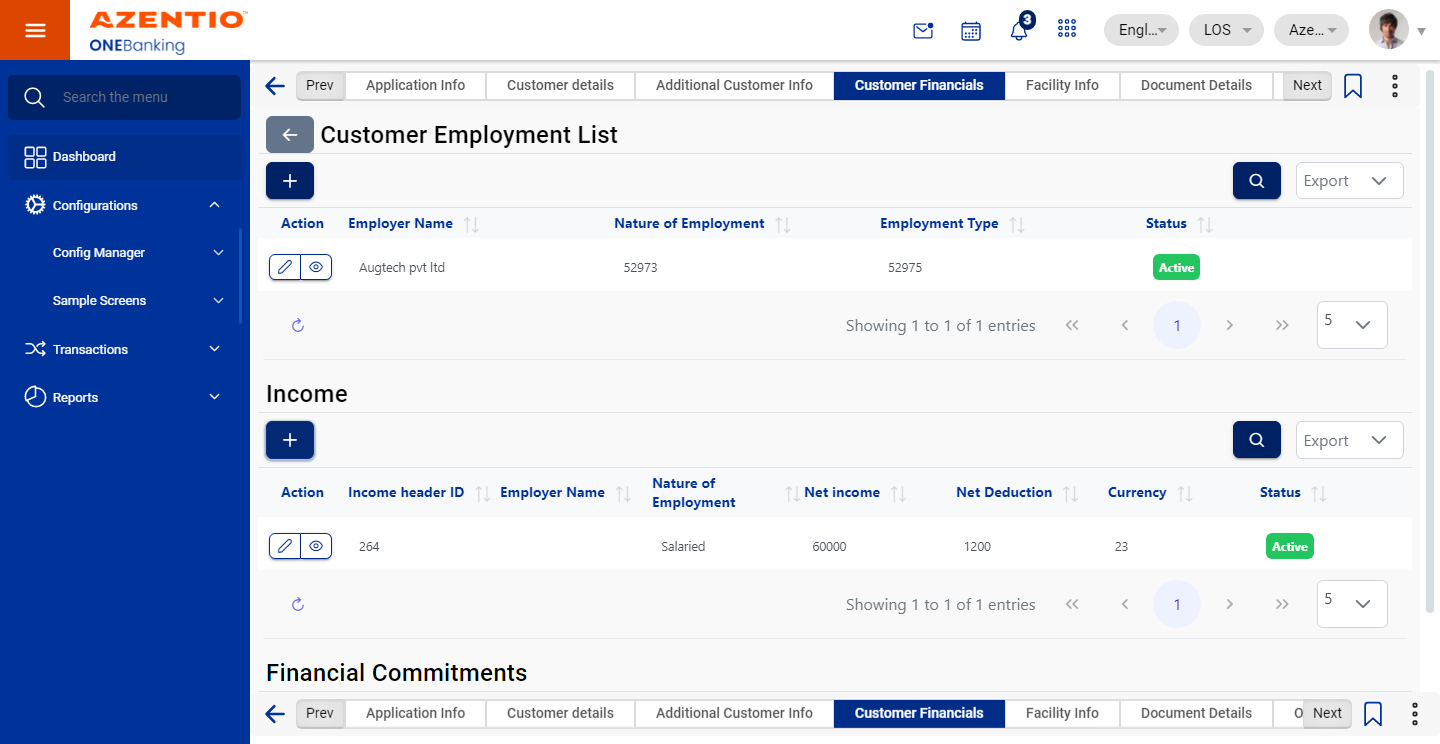 AZENTIO™
ONEBanking
3
Engl...
LOS
Aze...
Search the menu
Dashboard
Configurations
Config Manager
Sample Screens
Transactions
Reports
Prev
Application Info
Customer details
Additional Customer Info
Customer Financials
Facility Info
Document Details
Next
Customer Employment List
Export
Action
Employer Name
Nature of Employment
Employment Type
Status
Augtech pvt ltd
52973
52975
Active
Showing 1 to 1 of 1 entries
1
5
Income
Export
Action
Income header ID
Employer Name
Nature of
Employment
Net income
Net Deduction
Currency
Status
264
Salaried
60000
1200
23
Active
Showing 1 to 1 of 1 entries
1
5
Financial Commitments
Prev
Application Info
Customer details
Additional Customer Info
Customer Financials
Facility Info
Document Details
Next